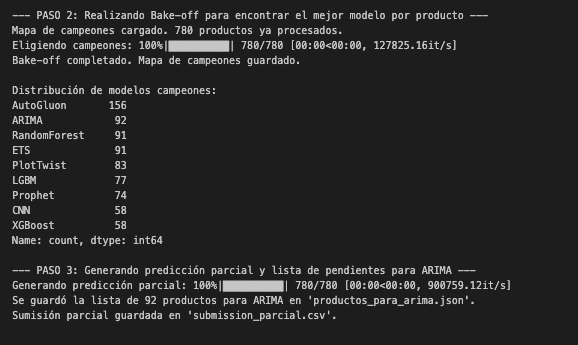 --- PASO 2: Realizando Bake-off para encontrar el mejor modelo por producto ---
Mapa de campeones cargado. 780 productos ya procesados.
Eligiendo campeones: 100%|██████████| 780/780 [00:00<00:00, 127825.16it/s]
Bake-off completado. Mapa de campeones guardado.

Distribución de modelos campeones:
AutoGluon       156
ARIMA            92
RandomForest     91
ETS              91
PlotTwist        83
LGBM             77
Prophet          74
CNN              58
XGBoost          58
Name: count, dtype: int64

--- PASO 3: Generando predicción parcial y lista de pendientes para ARIMA ---
Generando predicción parcial: 100%|██████████| 780/780 [00:00<00:00, 900759.12it/s]
Se guardó la lista de 92 productos para ARIMA en 'productos_para_arima.json'.
Sumisión parcial guardada en 'submission_parcial.csv'.